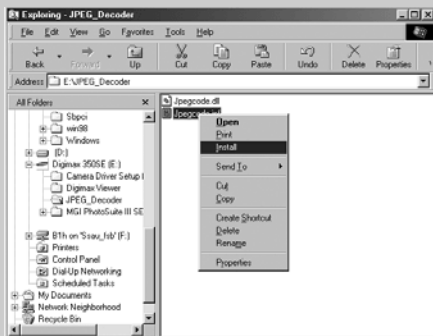 Exploring - JPEG_Decoder
File Edit View Go Favorites Tools Help
Back Forward Up Cut Copy Paste Undo Delete Properties
Address E:\JPEG_Decoder
All Folders
Sbpci
win98
Windows
(D:)
Digimax 350SE (E:)
Camera Driver Setup
Digimax Viewer
JPEG_Decoder
MGI PhotoSuite III SE
B1h on 'Ssau_fsb' (F:)
Printers
Control Panel
Dial-Up Networking
Scheduled Tasks
My Documents
Network Neighborhood
Recycle Bin
Jpegcode.dll
Open
Print
Install
Send To
Cut
Copy
Create Shortcut
Delete
Rename
Properties